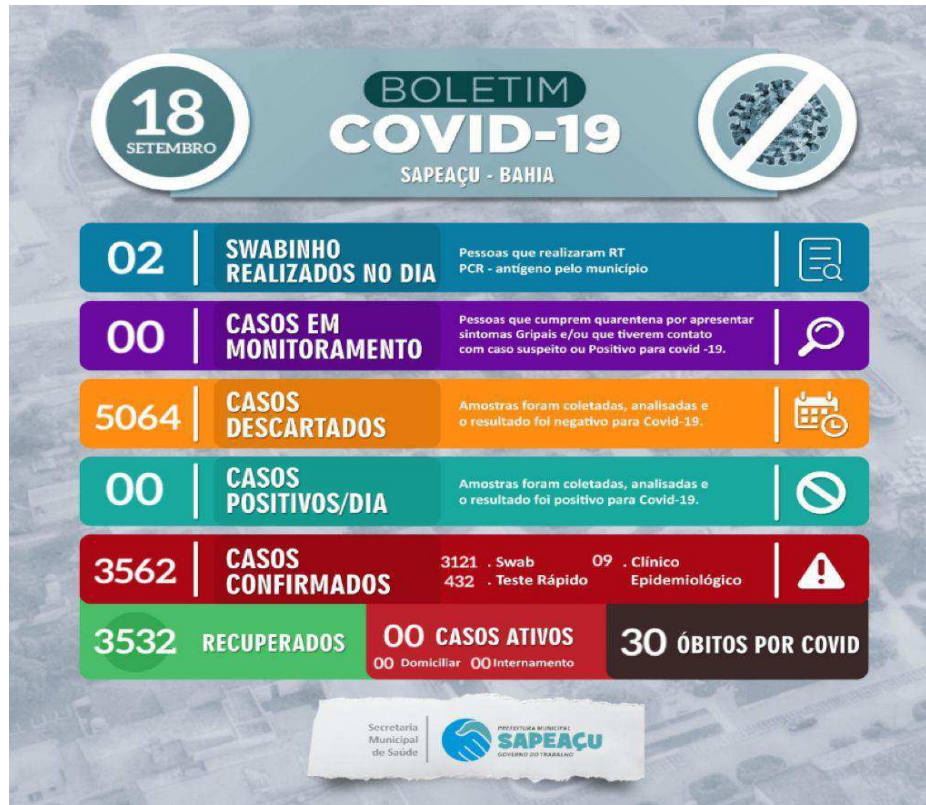 18
SETEMBRO
BOLETIM
COVID-19
SAPEAÇU - BAHIA
02
SWABINHO
REALIZADOS NO DIA
Pessoas que realizaram RT
PCR - antígeno pelo município
00
CASOS EM
MONITORAMENTO
Pessoas que cumprem quarentena por apresentar
sintomas Gripais e/ou que tiverem contato
com caso suspeito ou Positivo para covid -19.
5064
CASOS
DESCARTADOS
Amostras foram coletadas, analisadas e
o resultado foi negativo para Covid-19.
00
CASOS
POSITIVOS/DIA
Amostras foram coletadas, analisadas e
o resultado foi positivo para Covid-19.
3562
CASOS
CONFIRMADOS
3121 . Swab
432 . Teste Rápido
09 . Clínico
Epidemiológico
3532 RECUPERADOS
00 CASOS ATIVOS
00 Domiciliar 00 Internamento
30 ÓBITOS POR COVID
Secretaria
Municipal
de Saúde
PREFEITURA MUNICIPAL
SAPEAÇU
GOVERNO DO TRABALHO